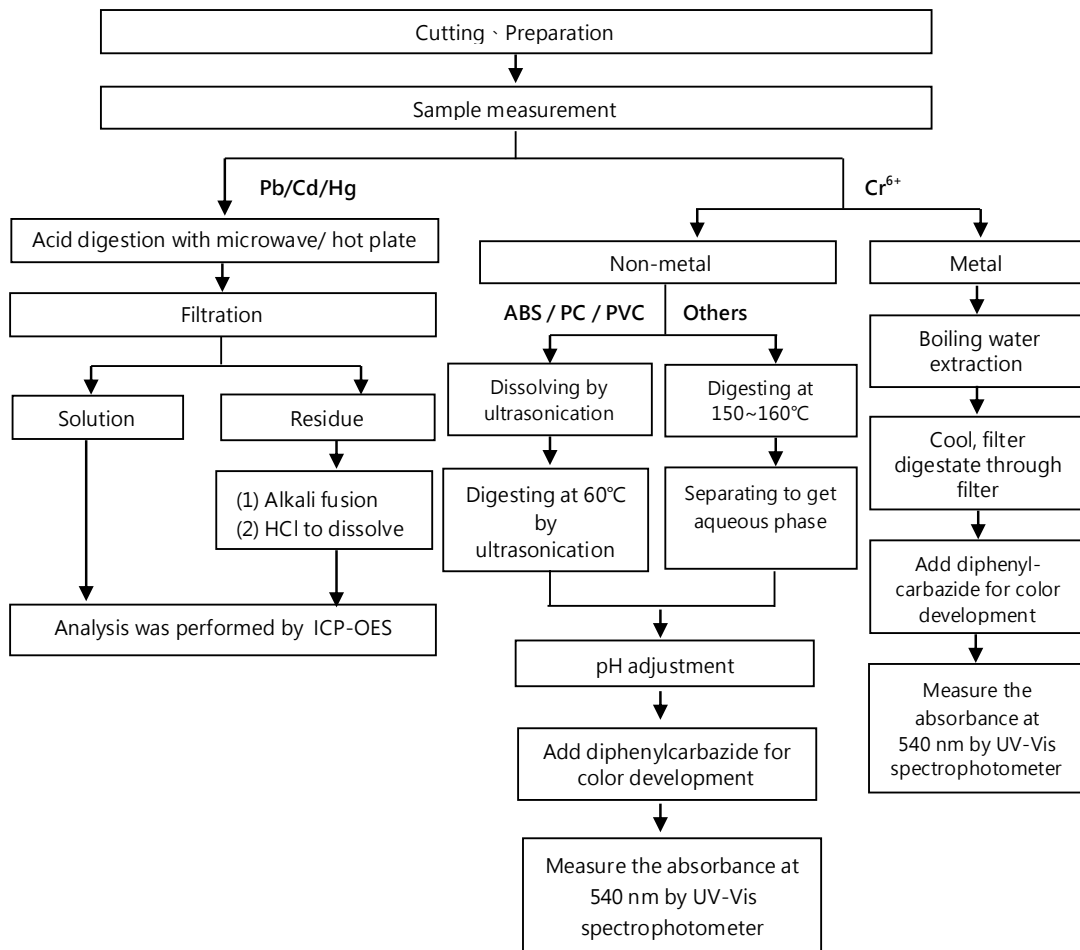 Cutting、Preparation
Sample measurement
Pb/Cd/Hg
Cr6+
Acid digestion with microwave/ hot plate
Filtration
Solution
Residue
(1) Alkali fusion
(2) HCl to dissolve
Analysis was performed by ICP-OES
Non-metal
ABS / PC / PVC
Others
Dissolving by
ultrasonication
Digesting at
150~160℃
Digesting at 60℃
by
ultrasonication
Separating to get
aqueous phase
pH adjustment
Add diphenylcarbazide for
color development
Measure the absorbance at
540 nm by UV-Vis
spectrophotometer
Metal
Boiling water
extraction
Cool, filter
digestate through
filter
Add diphenyl-
carbazide for color
development
Measure the
absorbance at
540 nm by UV-Vis
spectrophotometer